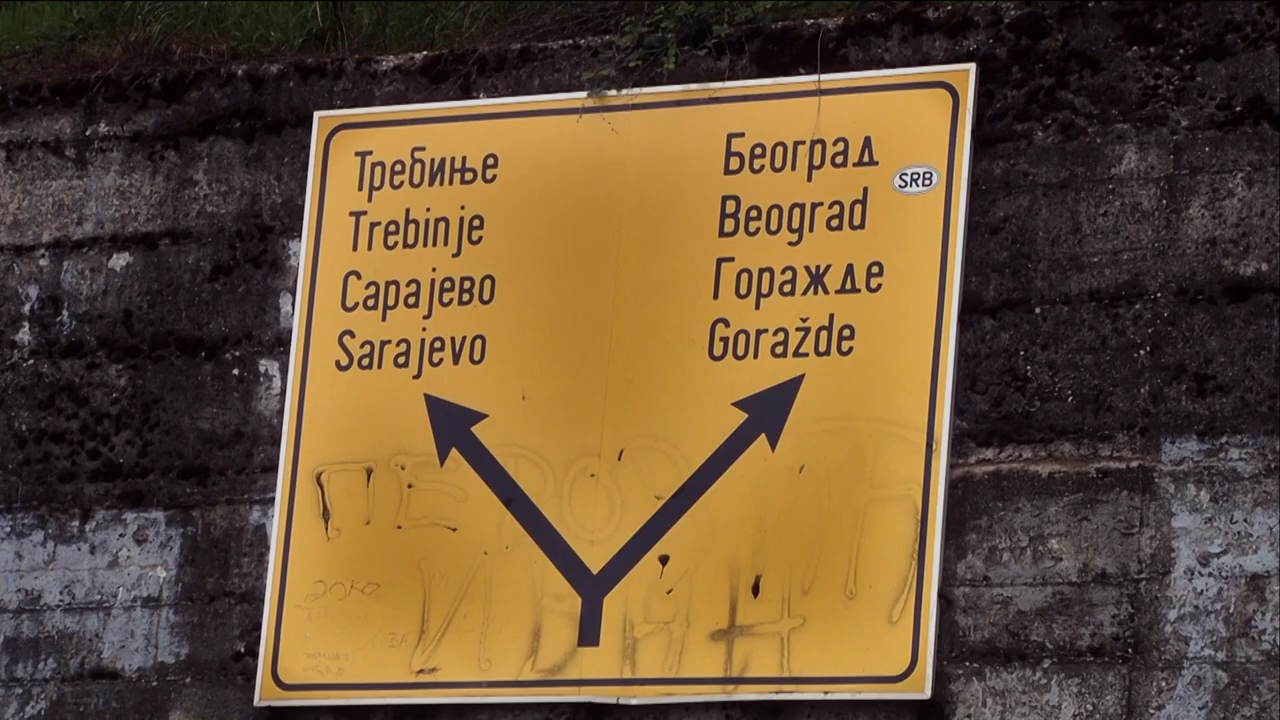 Требиње
Trebinje
Сарајево
Sarajevo
Београд
SRB
Beograd
Горажде
Goražde